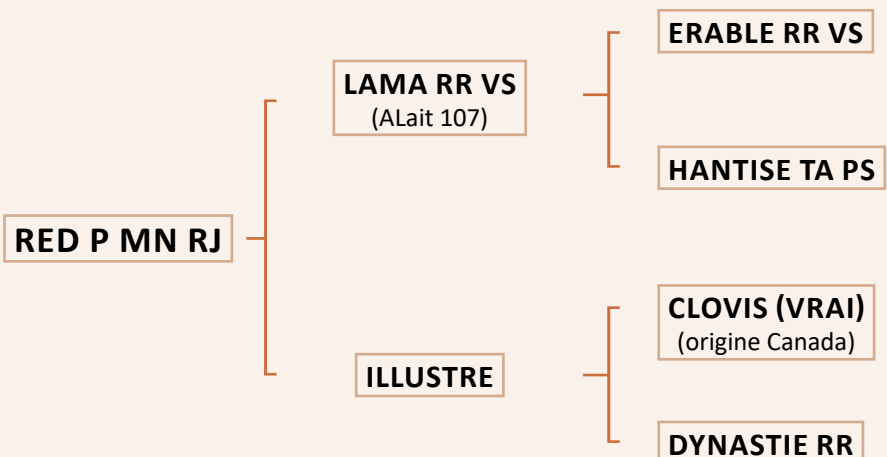 ERABLE RR VS
LAMA RR VS
(ALait 107)
HANTISE TA PS
RED P MN RJ
CLOVIS (VRAI)
(origine Canada)
ILLUSTRE
DYNASTIE RR